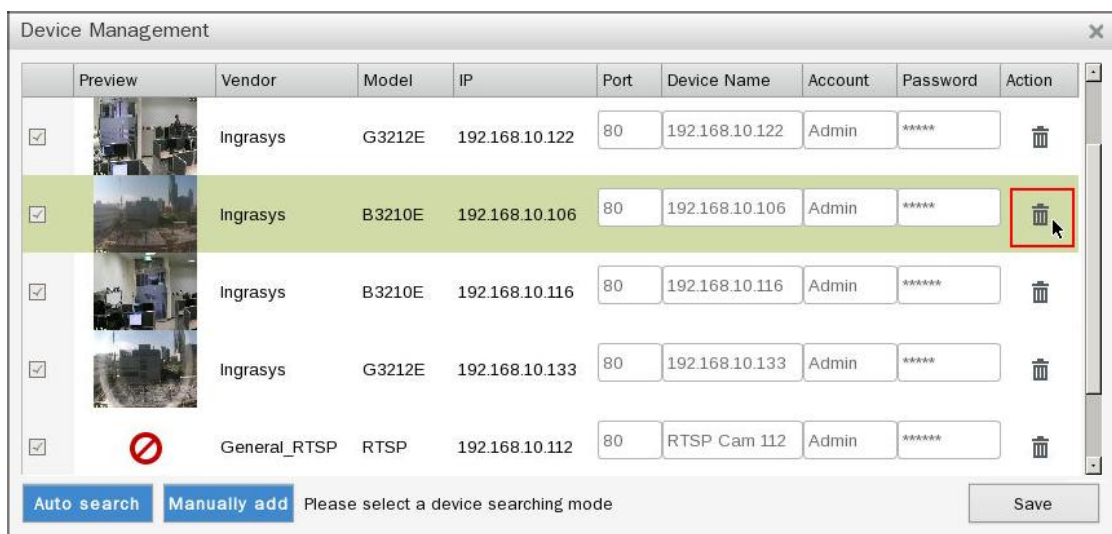 Device Management
Preview Vendor Model IP Port Device Name Account Password Action
Ingrasys G3212E 192.168.10.122 80 192.168.10.122 Admin *****
Ingrasys B3210E 192.168.10.106 80 192.168.10.106 Admin *****
Ingrasys B3210E 192.168.10.116 80 192.168.10.116 Admin ******
Ingrasys G3212E 192.168.10.133 80 192.168.10.133 Admin *****
General_RTSP RTSP 192.168.10.112 80 RTSP Cam 112 Admin ******
Auto search Manually add Please select a device searching mode Save